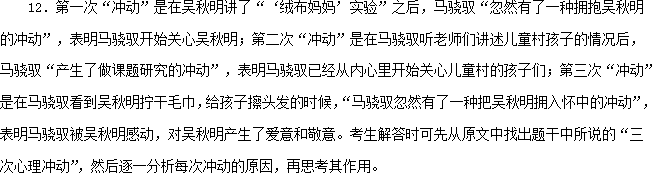 12．第一次“冲动”是在吴秋明讲了“‘绒布妈妈’实验”之后，马骁驭“忽然有了一种拥抱吴秋明
的冲动”，表明马骁驭开始关心吴秋明；第二次“冲动”是在马骁驭听老师们讲述儿童村孩子的情况后，
马骁驭“产生了做课题研究的冲动”，表明马骁驭已经从内心里开始关心儿童村的孩子们；第三次“冲动”
是在马骁驭看到吴秋明拧干毛巾，给孩子擦头发的时候，“马骁驭忽然有了一种把吴秋明拥入怀中的冲动”，
表明马骁驭被吴秋明感动，对吴秋明产生了爱意和敬意。考生解答时可先从原文中找出题干中所说的“三
次心理冲动”，然后逐一分析每次冲动的原因，再思考其作用。